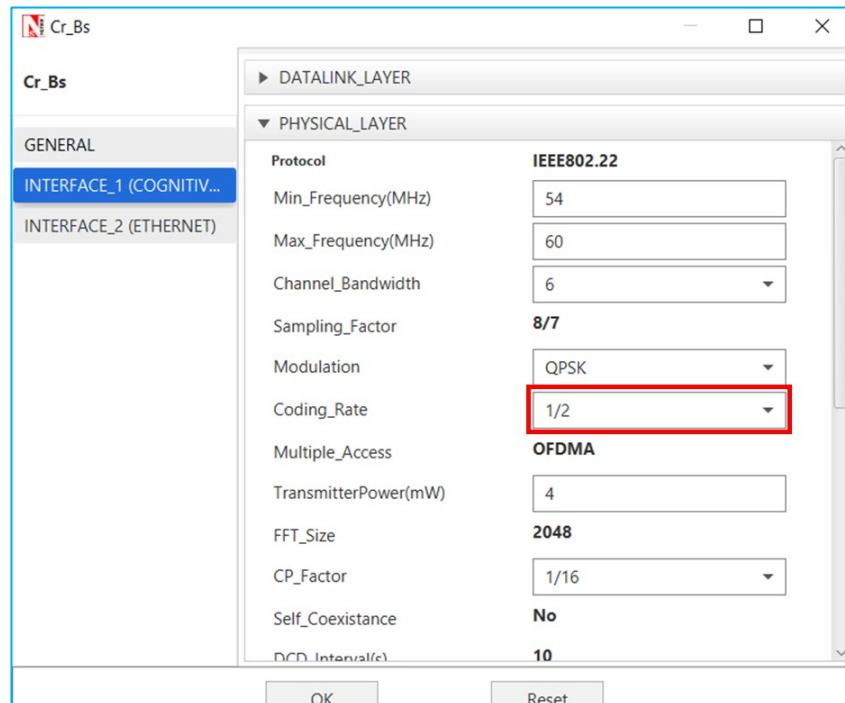 Cr_Bs
Cr_Bs
GENERAL
INTERFACE_1 (COGNITIV...
INTERFACE_2 (ETHERNET)
DATALINK_LAYER
PHYSICAL_LAYER
Protocol IEEE802.22
Min_Frequency(MHz) 54
Max_Frequency(MHz) 60
Channel_Bandwidth 6
Sampling_Factor 8/7
Modulation QPSK
Coding_Rate 1/2
Multiple_Access OFDMA
TransmitterPower(mW) 4
FFT_Size 2048
CP_Factor 1/16
Self_Coexistance No
DCD_Interval(s) 10
OK Reset